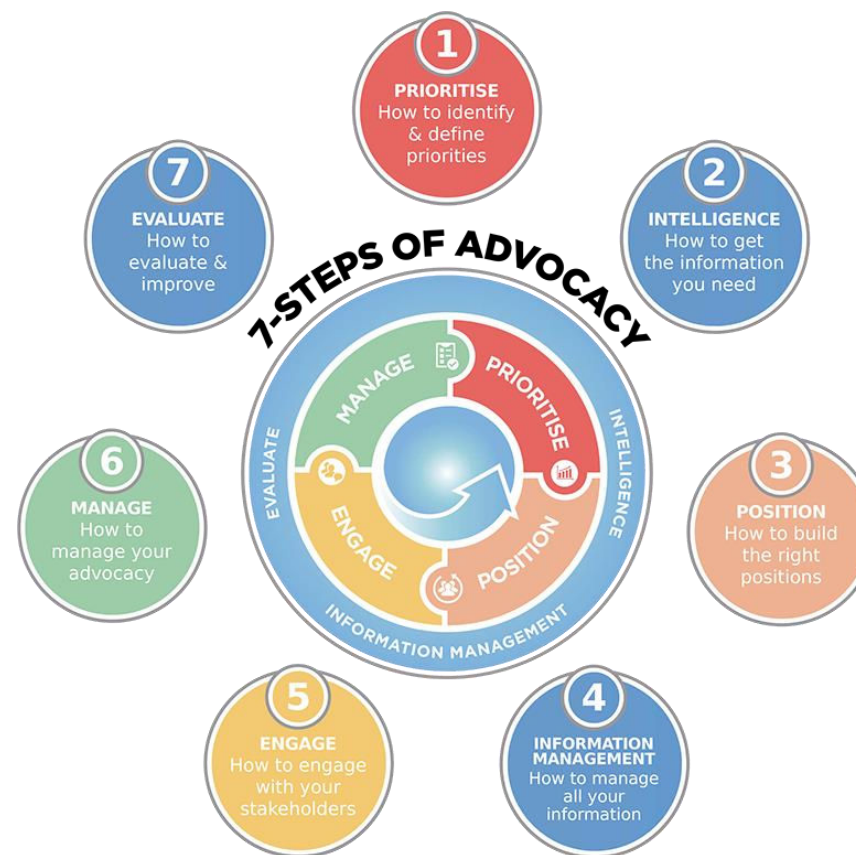 1
PRIORITISE
How to identify
& define
priorities
7
EVALUATE
How to
evaluate &
improve
2
INTELLIGENCE
How to get
the information
you need
7-STEPS OF ADVOCACY
MANAGE
PRIORITISE
EVALUATE
INTELLIGENCE
ENGAGE
POSITION
INFORMATION MANAGEMENT
6
MANAGE
How to
manage your
advocacy
3
POSITION
How to build
the right
positions
5
ENGAGE
How to engage
with your
stakeholders
4
INFORMATION
MANAGEMENT
How to manage
all your
information